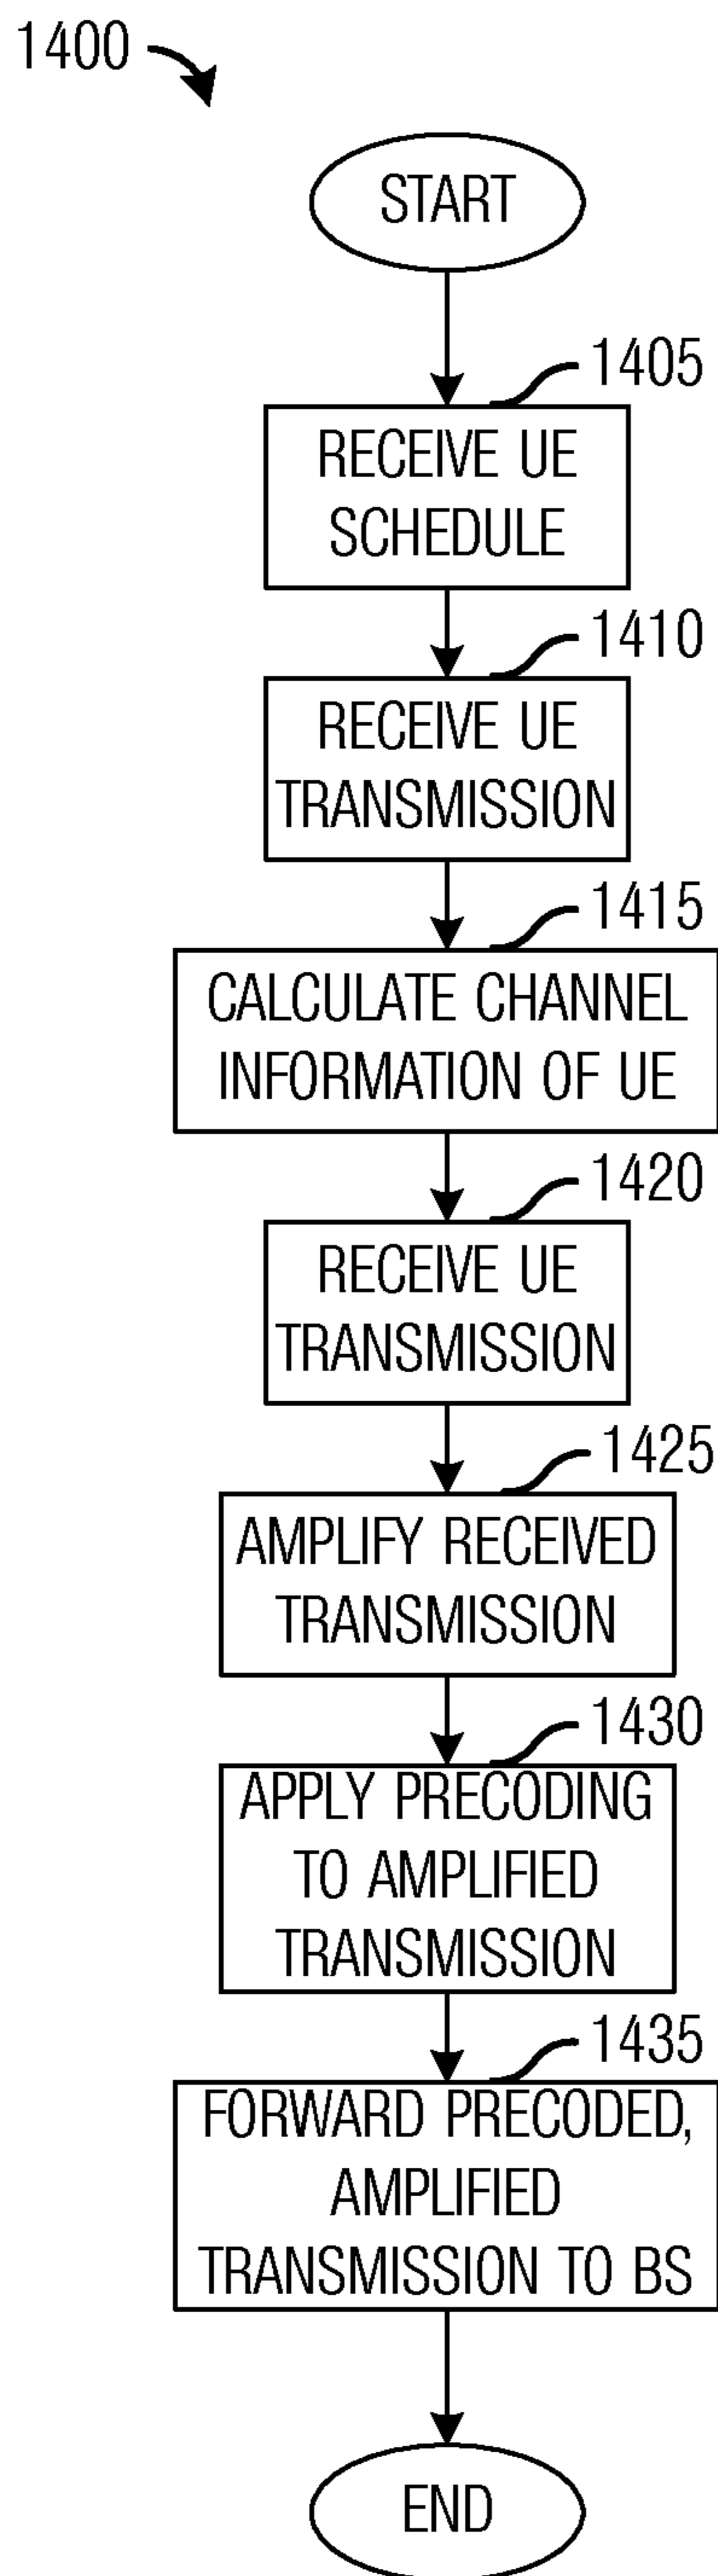 1400
START
1405
RECEIVE UE
SCHEDULE
1410
RECEIVE UE
TRANSMISSION
1415
CALCULATE CHANNEL
INFORMATION OF UE
1420
RECEIVE UE
TRANSMISSION
1425
AMPLIFY RECEIVED
TRANSMISSION
1430
APPLY PRECODING
TO AMPLIFIED
TRANSMISSION
1435
FORWARD PRECODED,
AMPLIFIED
TRANSMISSION TO BS
END